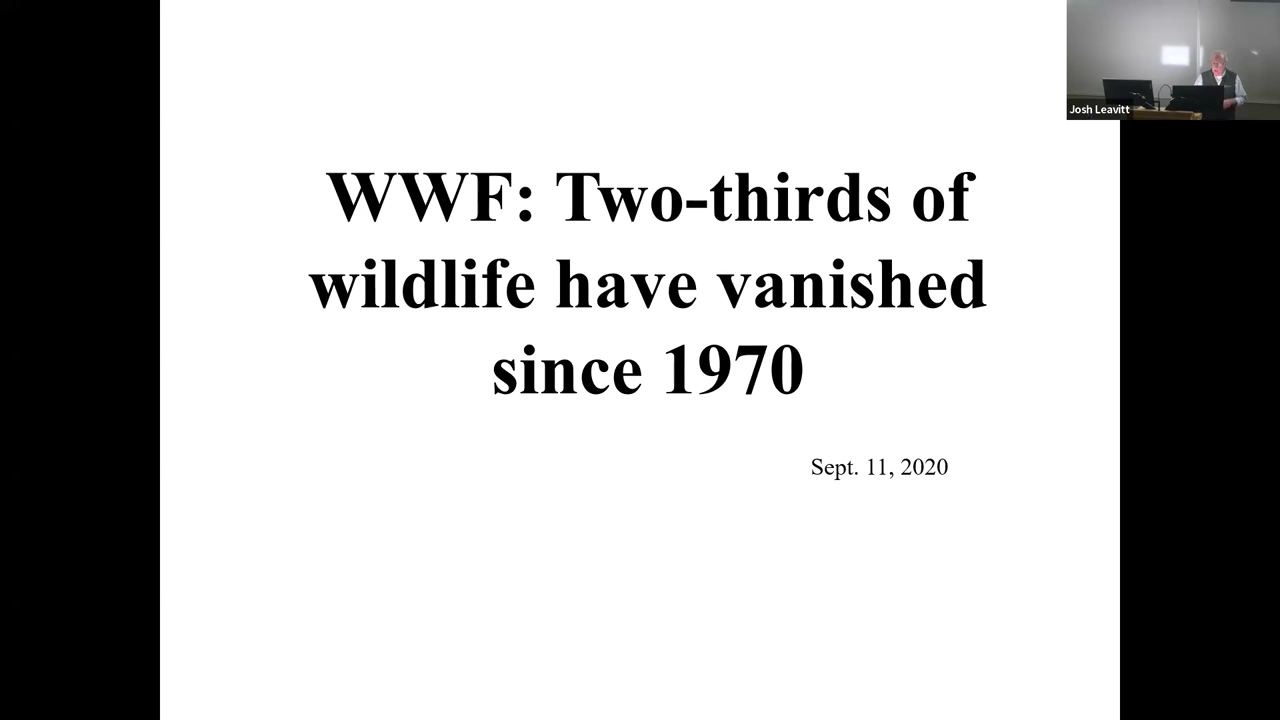 WWF: Two-thirds of
wildlife have vanished
since 1970
Sept. 11, 2020
Josh Leavitt